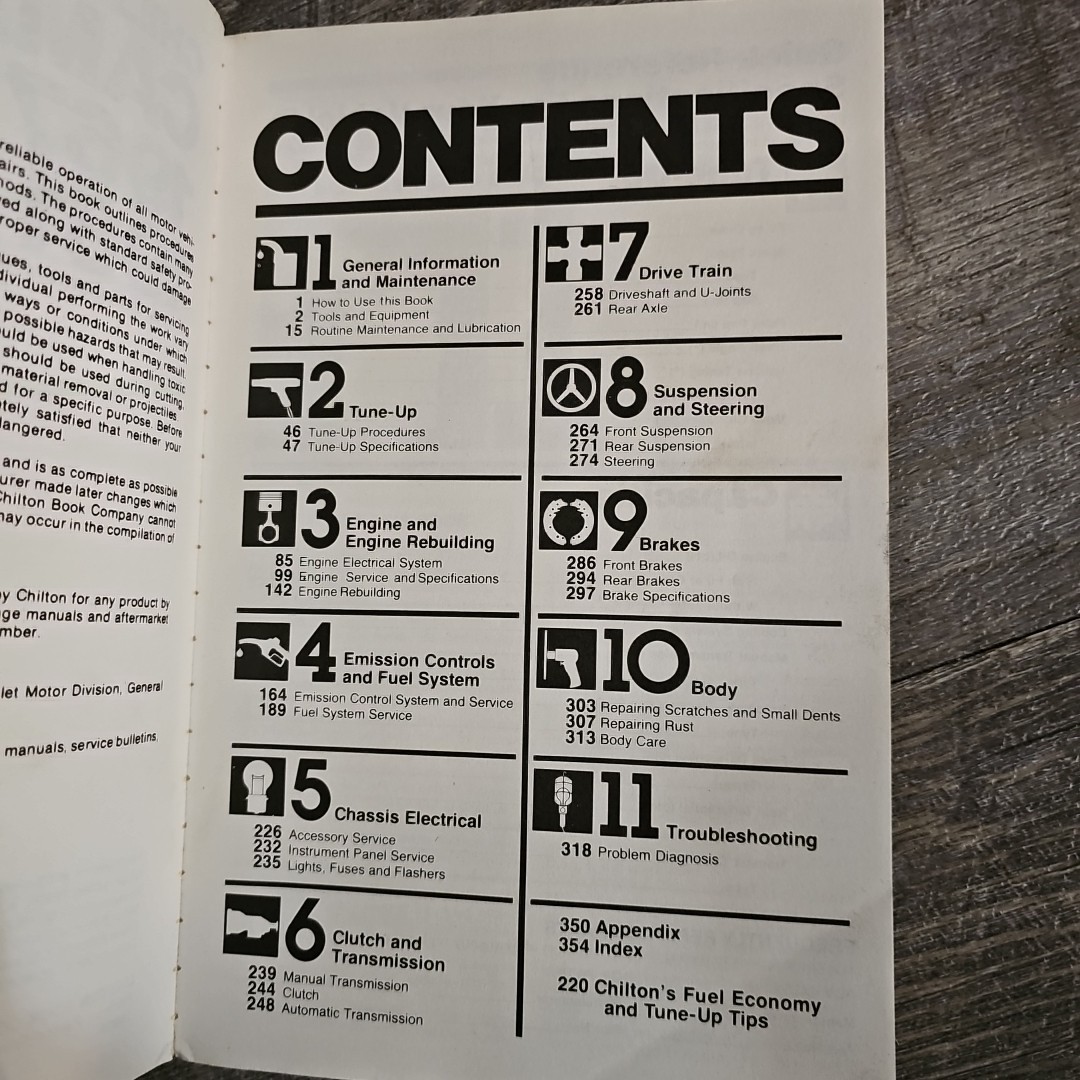 reliable operation of all motor vehi-
airs. This book outlines procedures
hods. The procedures contain many
ed along with standard safety pro-
roper service which could damage
ues, tools and parts for servicing
dividual performing the work vary
ways or conditions under which
possible hazards that may result.
uld be used when handling toxic
should be used during cutting,
material removal or projectiles
d for a specific purpose. Before
etely satisfied that neither your
dangered.
and is as complete as possible
urer made later changes which
Chilton Book Company cannot
may occur in the compilation of
by Chilton for any product by
ge manuals and aftermarket
mber.
let Motor Division, General
manuals, service bulletins,
CONTENTS
1 General Information
and Maintenance
1 How to Use this Book
2 Tools and Equipment
15 Routine Maintenance and Lubrication
2 Tune-Up
46 Tune-Up Procedures
47 Tune-Up Specifications
3 Engine and
Engine Rebuilding
85 Engine Electrical System
99 Engine Service and Specifications
142 Engine Rebuilding
4 Emission Controls
and Fuel System
164 Emission Control System and Service
189 Fuel System Service
5 Chassis Electrical
226 Accessory Service
232 Instrument Panel Service
235 Lights, Fuses and Flashers
6 Clutch and
Transmission
239 Manual Transmission
244 Clutch
248 Automatic Transmission
7 Drive Train
258 Driveshaft and U-Joints
261 Rear Axle
8 Suspension
and Steering
264 Front Suspension
271 Rear Suspension
274 Steering
9 Brakes
286 Front Brakes
294 Rear Brakes
297 Brake Specifications
10 Body
303 Repairing Scratches and Small Dents
307 Repairing Rust
313 Body Care
11 Troubleshooting
318 Problem Diagnosis
350 Appendix
354 Index
220 Chilton's Fuel Economy
and Tune-Up Tips